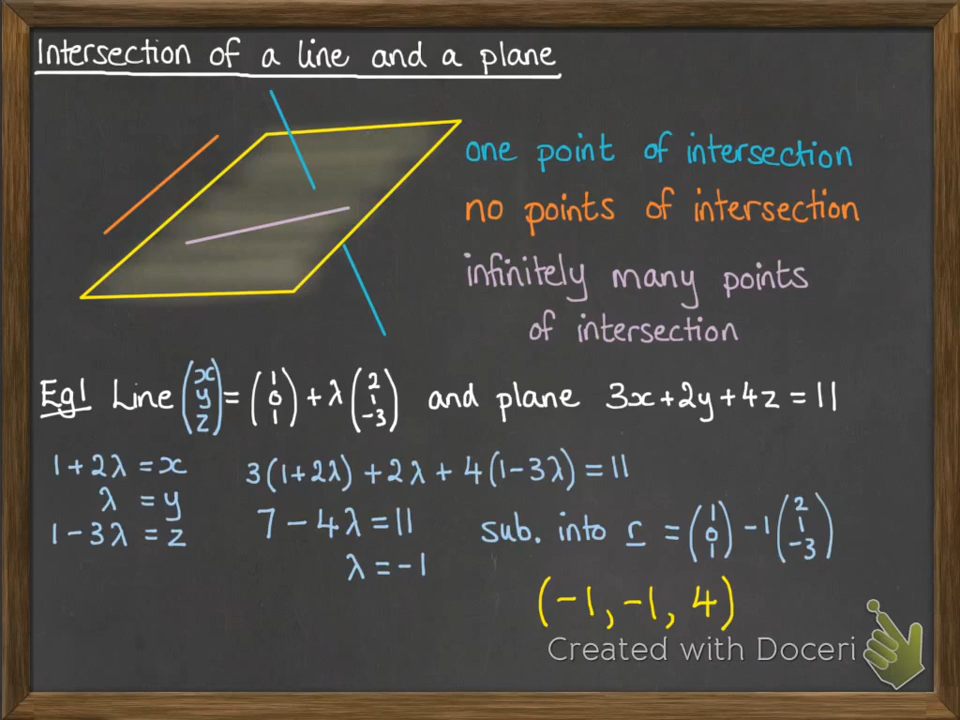 Intersection of a line and a plane
one point of intersection
no points of intersection
infinitely many points
of intersection
Eg1 Line (x y z) = (1 0 1) + λ (2 1 -3) and plane 3x+2y+4z = 11
1+2λ = x
λ = y
1-3λ = z
3(1+2λ) + 2λ + 4(1-3λ) = 11
7 - 4λ = 11
λ = -1
sub. into r = (1 0 1) -1 (2 1 -3)
(-1, -1, 4)
Created with Doceri